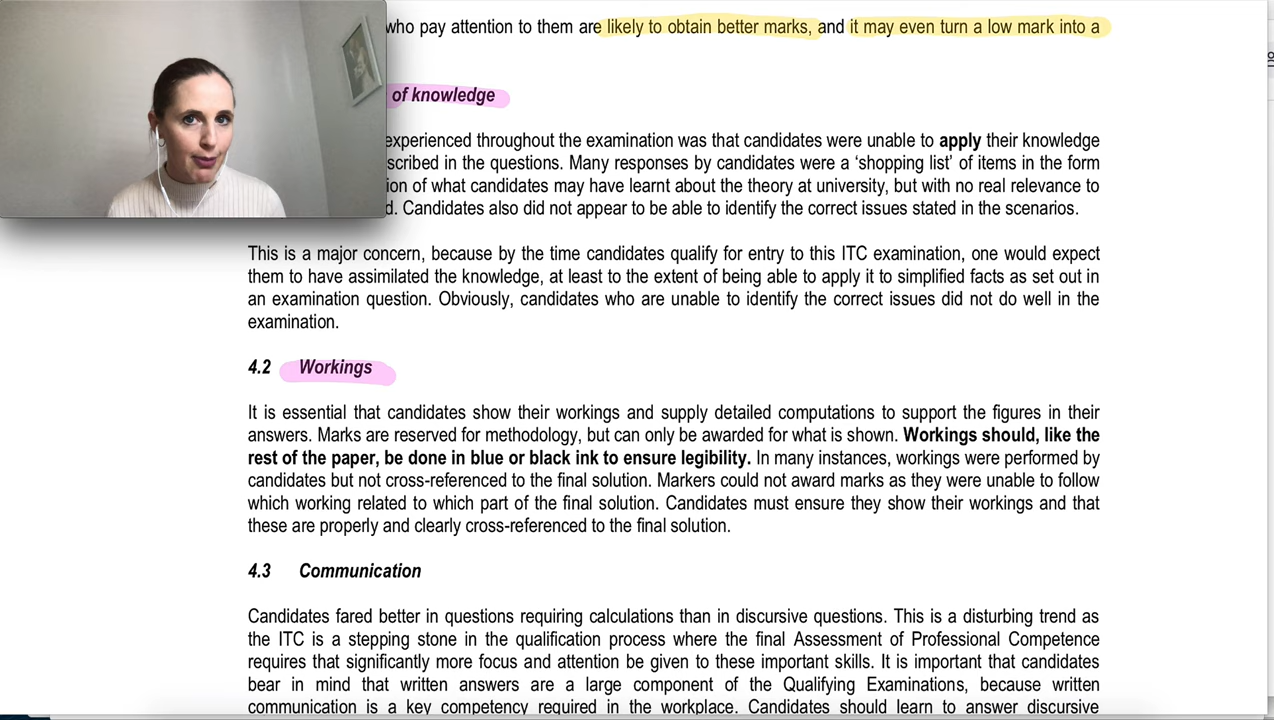 who pay attention to them are likely to obtain better marks, and it may even turn a low mark into a
of knowledge
experienced throughout the examination was that candidates were unable to apply their knowledge
scribed in the questions. Many responses by candidates were a ‘shopping list’ of items in the form
ion of what candidates may have learnt about the theory at university, but with no real relevance to
d. Candidates also did not appear to be able to identify the correct issues stated in the scenarios.
This is a major concern, because by the time candidates qualify for entry to this ITC examination, one would expect
them to have assimilated the knowledge, at least to the extent of being able to apply it to simplified facts as set out in
an examination question. Obviously, candidates who are unable to identify the correct issues did not do well in the
examination.
4.2 Workings
It is essential that candidates show their workings and supply detailed computations to support the figures in their
answers. Marks are reserved for methodology, but can only be awarded for what is shown. Workings should, like the
rest of the paper, be done in blue or black ink to ensure legibility. In many instances, workings were performed by
candidates but not cross-referenced to the final solution. Markers could not award marks as they were unable to follow
which working related to which part of the final solution. Candidates must ensure they show their workings and that
these are properly and clearly cross-referenced to the final solution.
4.3 Communication
Candidates fared better in questions requiring calculations than in discursive questions. This is a disturbing trend as
the ITC is a stepping stone in the qualification process where the final Assessment of Professional Competence
requires that significantly more focus and attention be given to these important skills. It is important that candidates
bear in mind that written answers are a large component of the Qualifying Examinations, because written
communication is a key competency required in the workplace. Candidates should learn to answer discursive